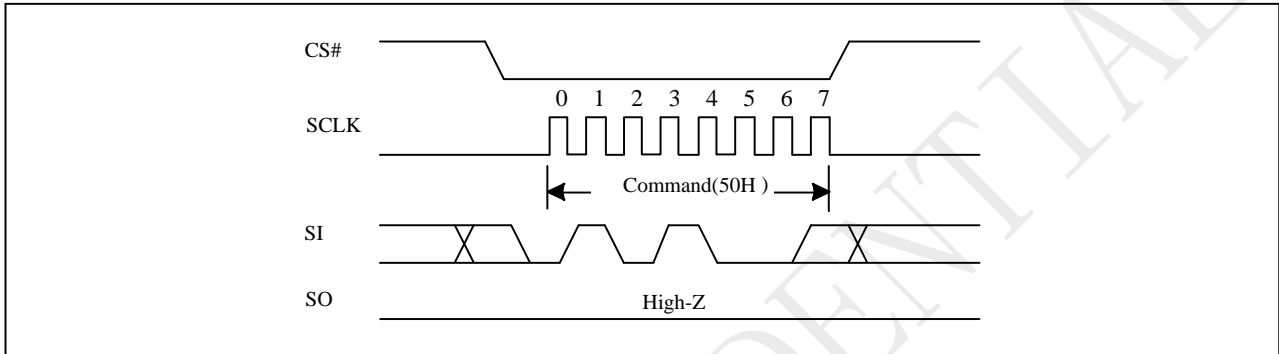 CS#
0 1 2 3 4 5 6 7
SCLK
Command(50H )
SI
SO High-Z